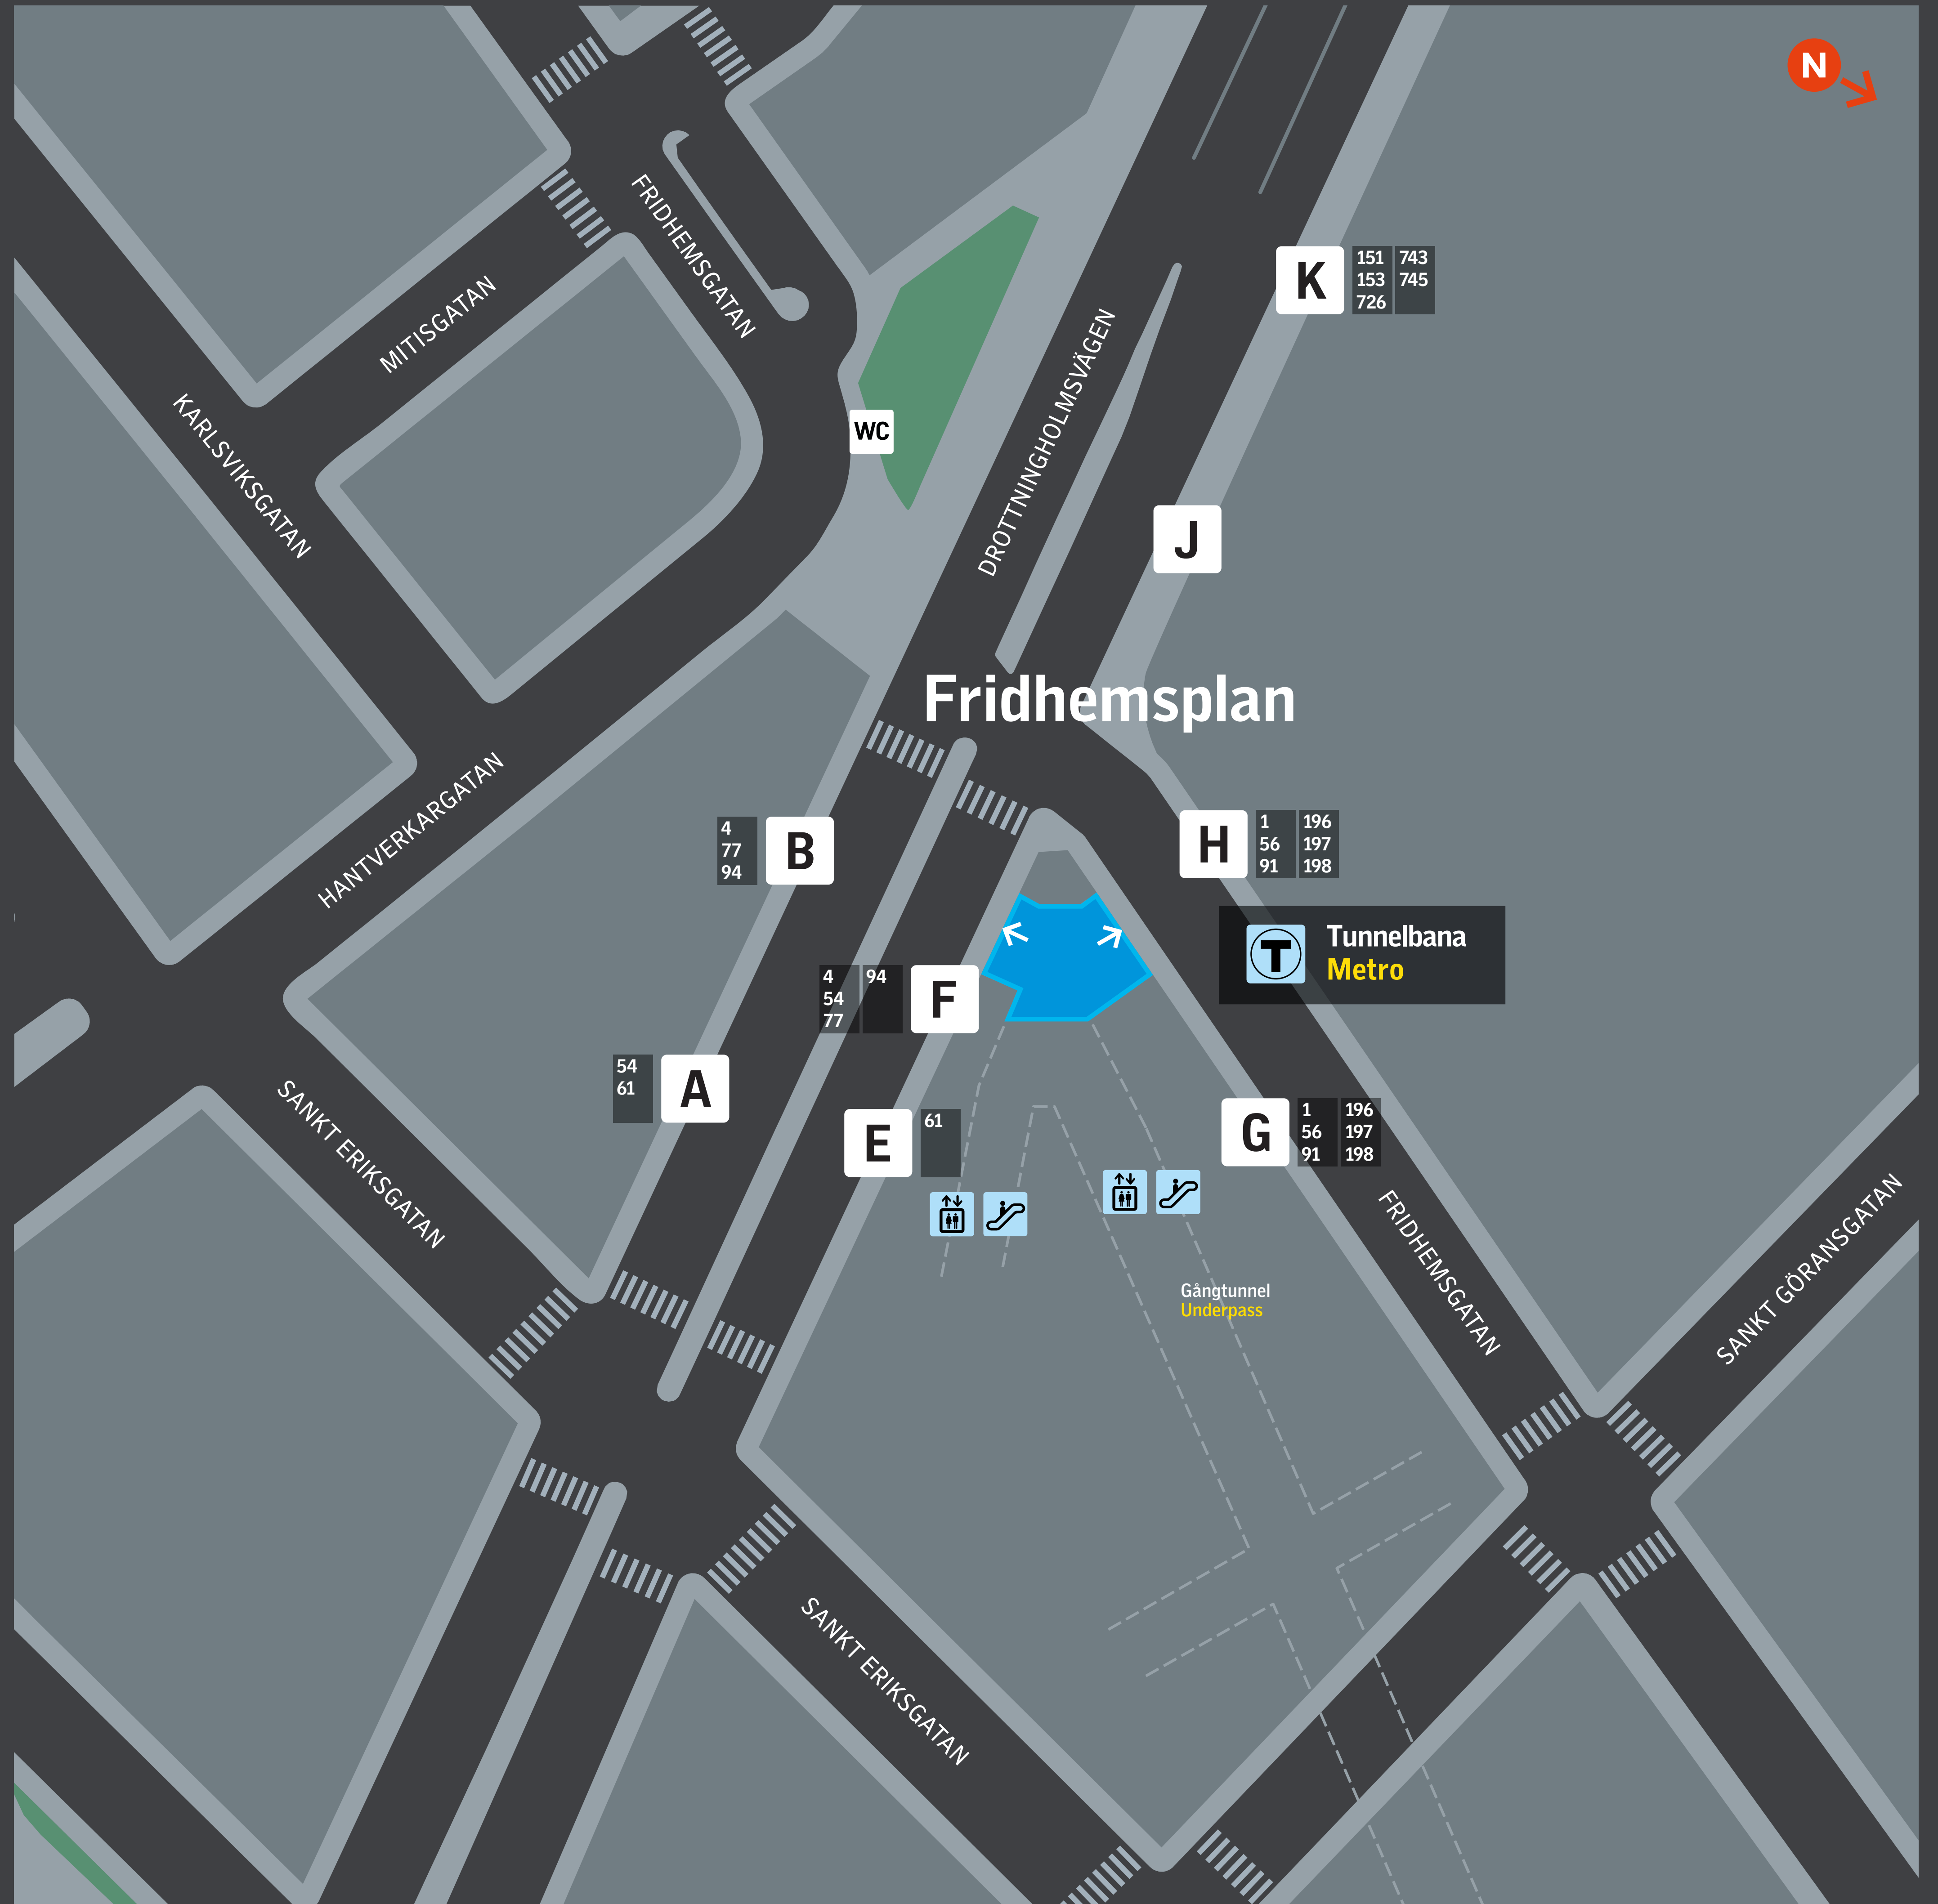 N
FRIDHEMSGATAN
K
151 743
153 745
726
MITISGATAN
DROTTNINGHOLMSVÄGEN
WC
KARLSVIKSGATAN
J
Fridhemsplan
HANTVERKARGATAN
4
77
94
B
H
1 196
56 197
91 198
T
Tunnelbana
Metro
4 94
54
77
F
54
61
A
E
61
G
1 196
56 197
91 198
SANKT ERIKSGATAN
FRIDHEMSGATAN
SANKT GÖRANSGATAN
Gångtunnel
Underpass
SANKT ERIKSGATAN